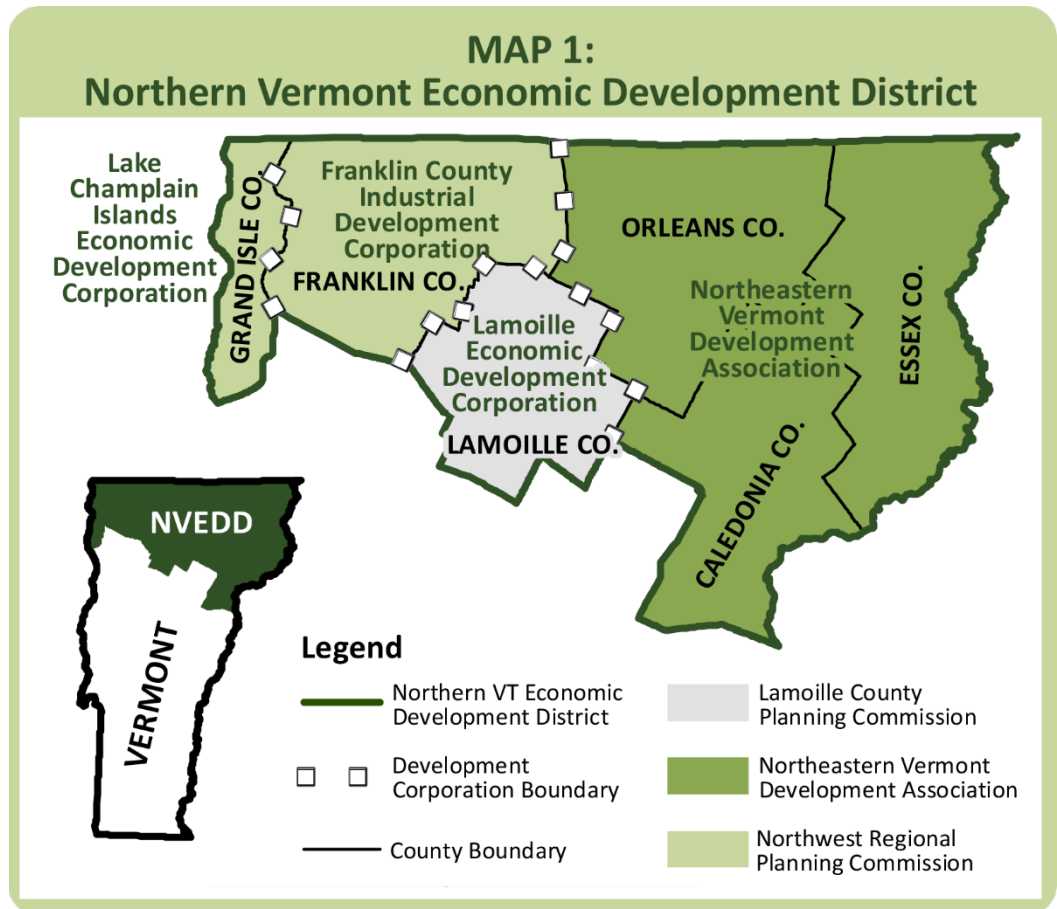 MAP 1:
Northern Vermont Economic Development District
Lake
Champlain
Islands
Economic
Development
Corporation
GRAND ISLE CO.
Franklin County
Industrial
Development
Corporation
FRANKLIN CO.
Lamoille
Economic
Development
Corporation
LAMOILLE CO.
ORLEANS CO.
Northeastern
Vermont
Development
Association
ESSEX CO.
CALEDONIA CO.
NVEDD
VERMONT
Legend
Northern VT Economic
Development District
Development
Corporation Boundary
County Boundary
Lamoille County
Planning Commission
Northeastern Vermont
Development Association
Northwest Regional
Planning Commission